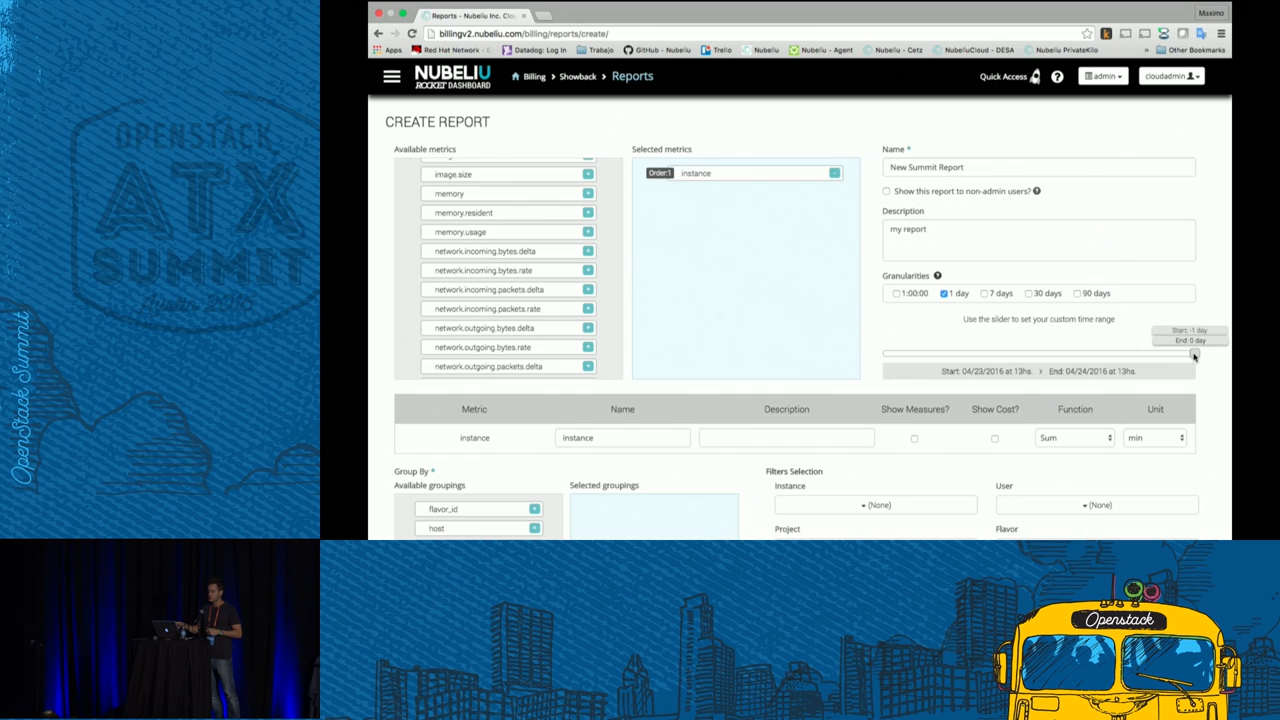 Reports - Nubeliu Inc. Clo
Maximo
billingv2.nubeliu.com/billing/reports/create/
Apps
Red Hat Network -
Datadog: Log In
Trabajo
GitHub - Nubeliu
Trello
Nubeliu
Nubeliu - Agent
Nubeliu - Cetz
NubeliuCloud - DESA
Nubeliu PrivateKilo
»
Other Bookmarks
NUBELIU
ROCKET DASHBOARD
Billing > Showback > Reports
Quick Access
admin
cloudadmin
CREATE REPORT
Available metrics
image.size
memory
memory.resident
memory.usage
network.incoming.bytes.delta
network.incoming.bytes.rate
network.incoming.packets.delta
network.incoming.packets.rate
network.outgoing.bytes.delta
network.outgoing.bytes.rate
network.outgoing.packets.delta
Selected metrics
Order:1 instance
Name *
New Summit Report
Show this report to non-admin users?
Description
my report
Granularities
1:00:00 1 day 7 days 30 days 90 days
Use the slider to set your custom time range
Start: -1 day
End: 0 day
Start: 04/23/2016 at 13hs. > End: 04/24/2016 at 13hs.
Metric Name Description Show Measures? Show Cost? Function Unit
instance instance Sum min
Group By *
Available groupings
flavor_id
host
Selected groupings
Filters Selection
Instance
(None)
User
(None)
Project
Flavor
OPENSTACK
ATX
SUMMIT
OpenStack Summit
Openstack